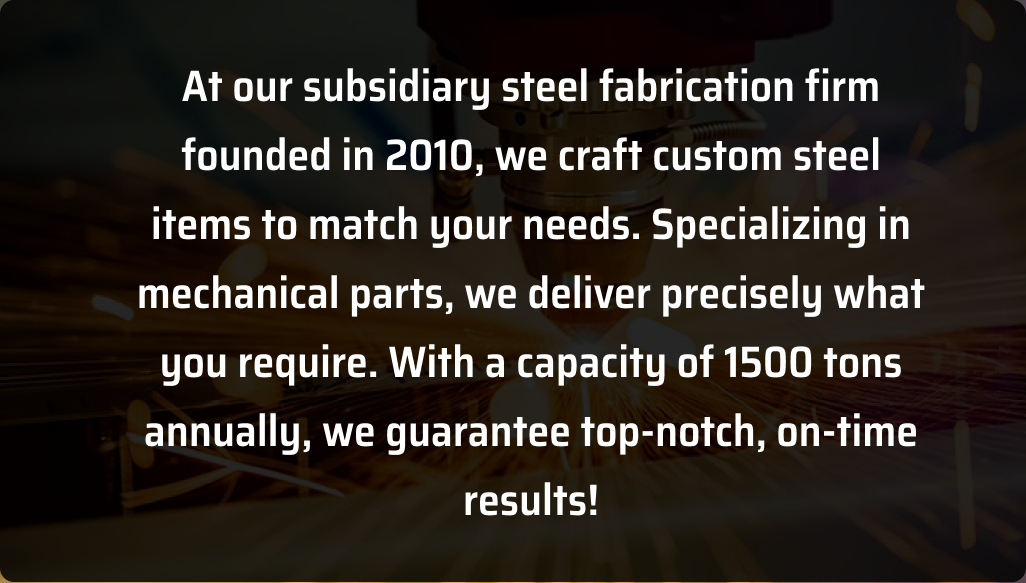 At our subsidiary steel fabrication firm
founded in 2010, we craft custom steel
items to match your needs. Specializing in
mechanical parts, we deliver precisely what
you require. With a capacity of 1500 tons
annually, we guarantee top-notch, on-time
results!